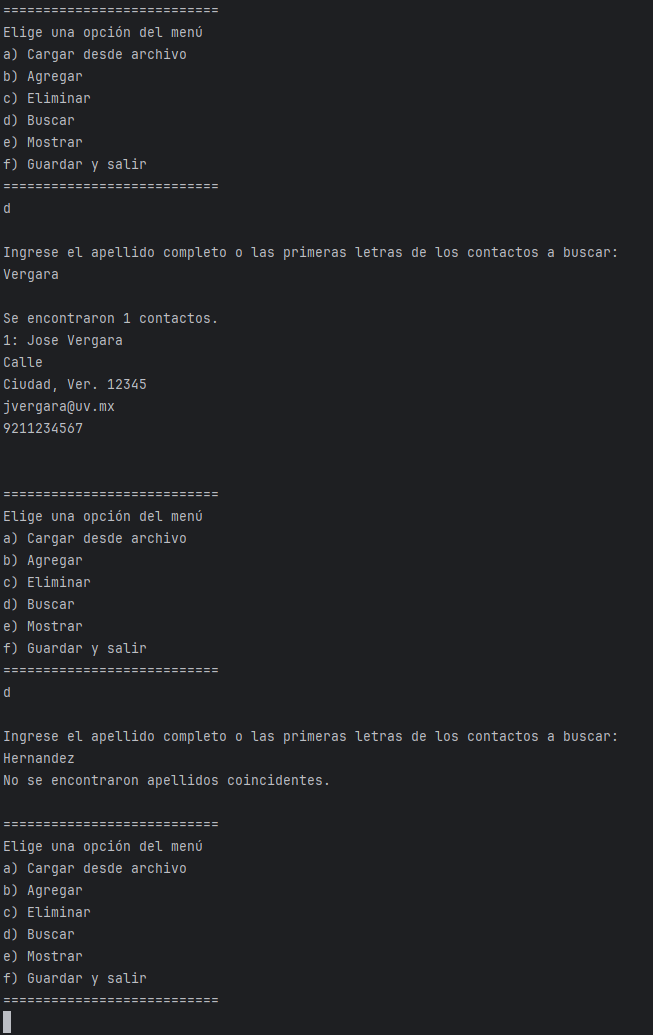 ===========================
Elige una opción del menú
a) Cargar desde archivo
b) Agregar
c) Eliminar
d) Buscar
e) Mostrar
f) Guardar y salir
===========================
d
Ingrese el apellido completo o las primeras letras de los contactos a buscar:
Vergara
Se encontraron 1 contactos.
1: Jose Vergara
Calle
Ciudad, Ver. 12345
jvergara@uv.mx
9211234567
===========================
Elige una opción del menú
a) Cargar desde archivo
b) Agregar
c) Eliminar
d) Buscar
e) Mostrar
f) Guardar y salir
===========================
d
Ingrese el apellido completo o las primeras letras de los contactos a buscar:
Hernandez
No se encontraron apellidos coincidentes.
===========================
Elige una opción del menú
a) Cargar desde archivo
b) Agregar
c) Eliminar
d) Buscar
e) Mostrar
f) Guardar y salir
===========================